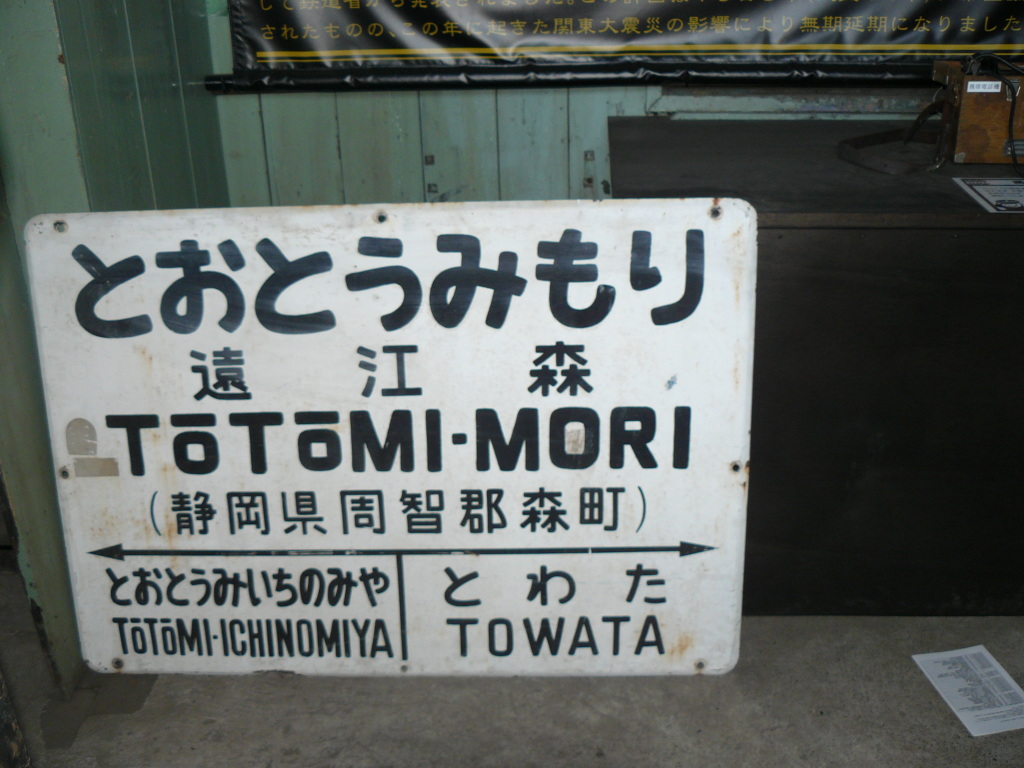 されたものの、この年に起きた関東大震災の影響により無期延期になりました
とおとうみもり
遠江森
TōTōMI-MORI
(静岡県周智郡森町)
とおとうみいちのみや
とわた
TōTōMI-ICHINOMIYA
TOWATA